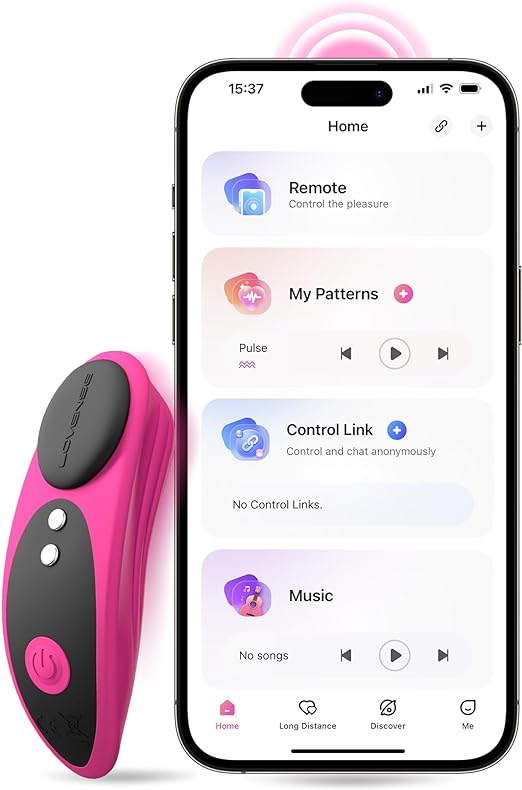 15:37
Home
Remote
Control the pleasure
My Patterns
Pulse
Control Link
Control and chat anonymously
No Control Links.
Music
No songs
Home
Long Distance
Discover
Me
LOVENSE